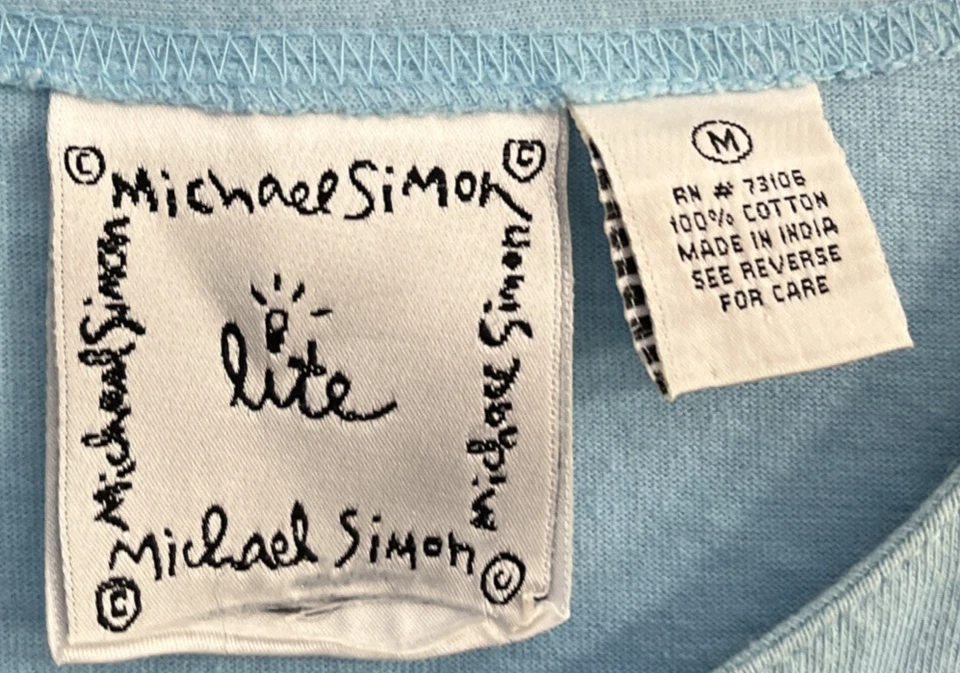 © Michael Simon ©
Michael Simon
lite
Michael Simon
© Michael Simon ©
M
RN # 73106
100% COTTON
MADE IN INDIA
SEE REVERSE
FOR CARE